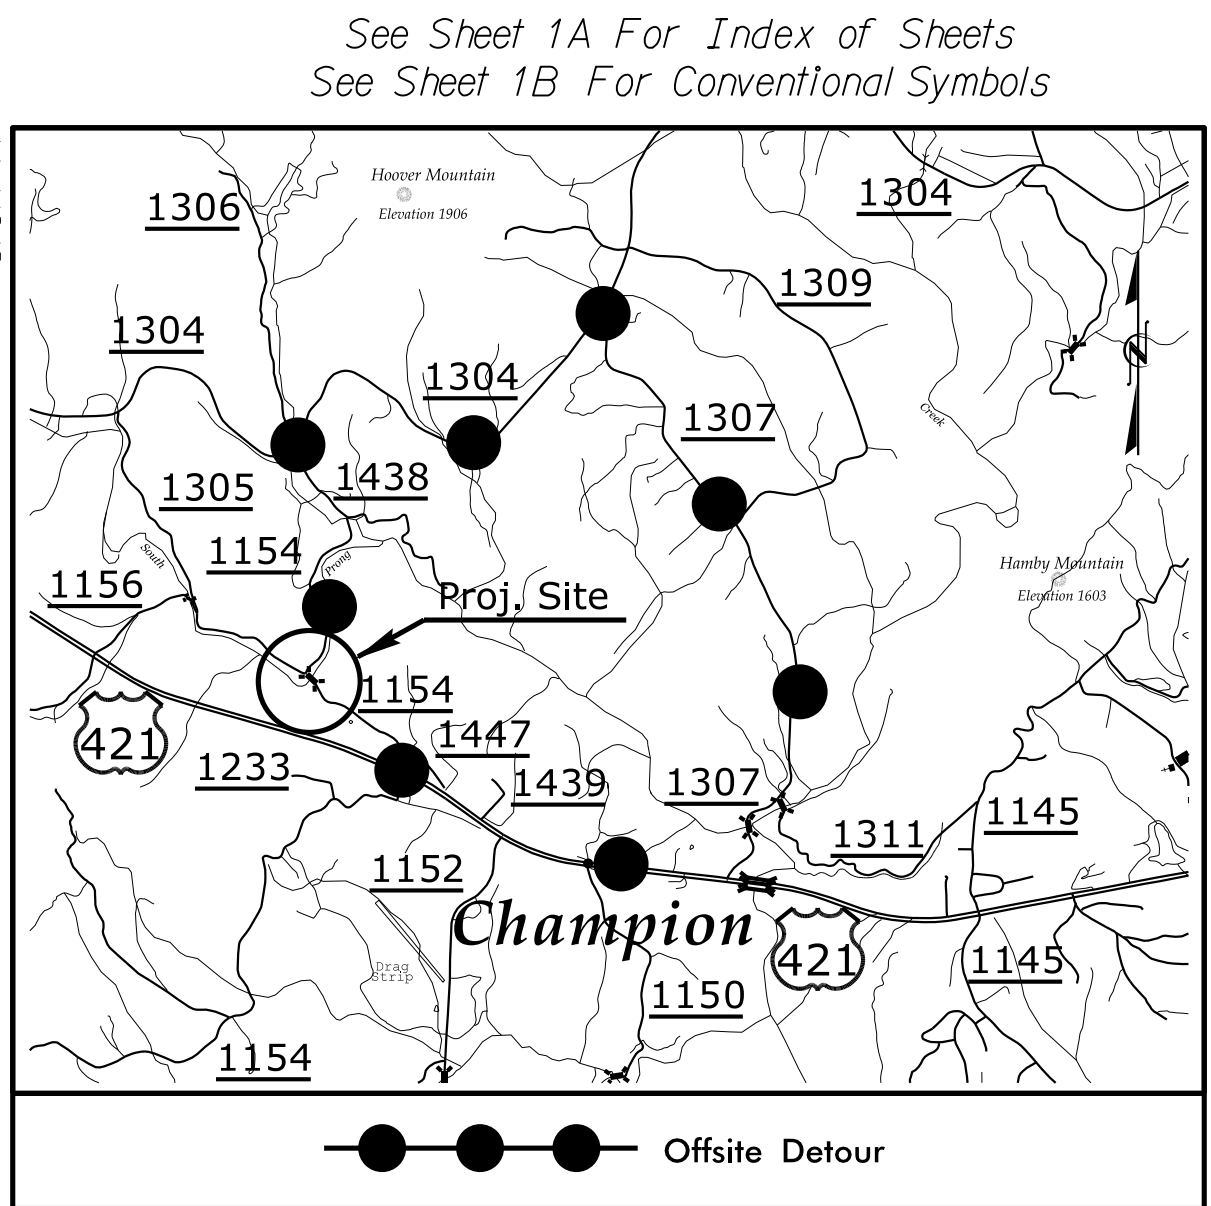 See Sheet 1A For Index of Sheets
See Sheet 1B For Conventional Symbols
Hoover Mountain
Elevation 1906
1306
1304
1309
1304
1304
1307
Creek
1438
1305
1154
South
Prong
1156
Proj. Site
Hamby Mountain
Elevation 1603
N
1154
421
1447
1233
1439
1307
1145
1311
1152
Champion
421
1145
Drag
Strip
1150
1154
Offsite Detour